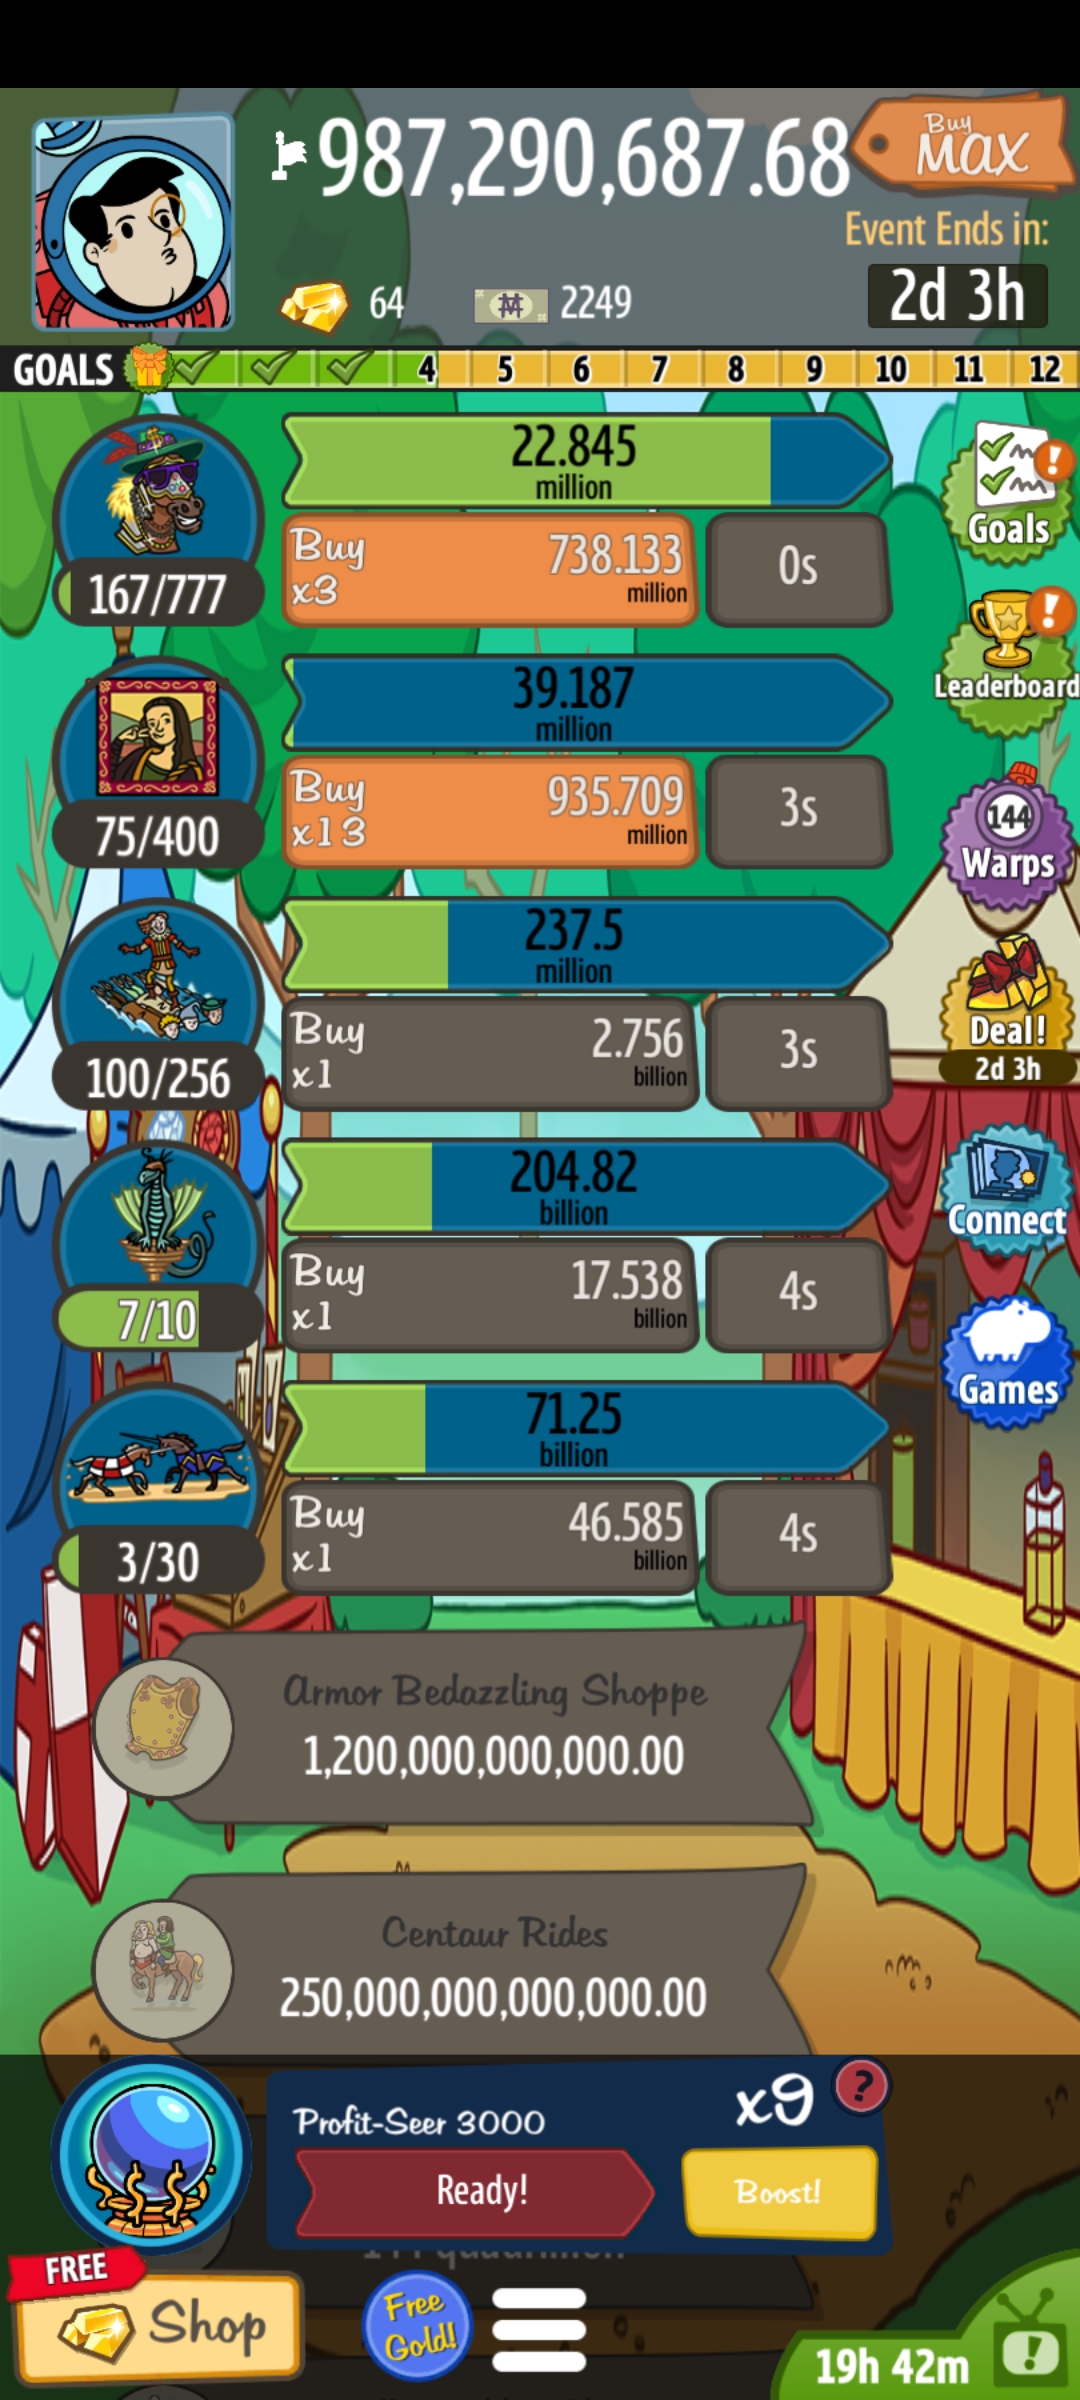 987,290,687.68
Buy
MAX
Event Ends in:
64
2249
2d 3h
GOALS
4 5 6 7 8 9 10 11 12
22.845
million
Buy
x3
738.133
million
0s
167/777
Goals
39.187
million
Leaderboard
Buy
x13
935.709
million
3s
75/400
144
Warps
237.5
million
Buy
x1
2.756
billion
3s
100/256
Deal!
2d 3h
204.82
billion
Buy
x1
17.538
billion
4s
7/10
Connect
71.25
billion
Games
Buy
x1
46.585
billion
4s
3/30
Armor Bedazzling Shoppe
1,200,000,000,000.00
Centaur Rides
250,000,000,000,000.00
Profit-Seer 3000
x9
?
Ready!
Boost!
FREE
Shop
Free
Gold!
19h 42m